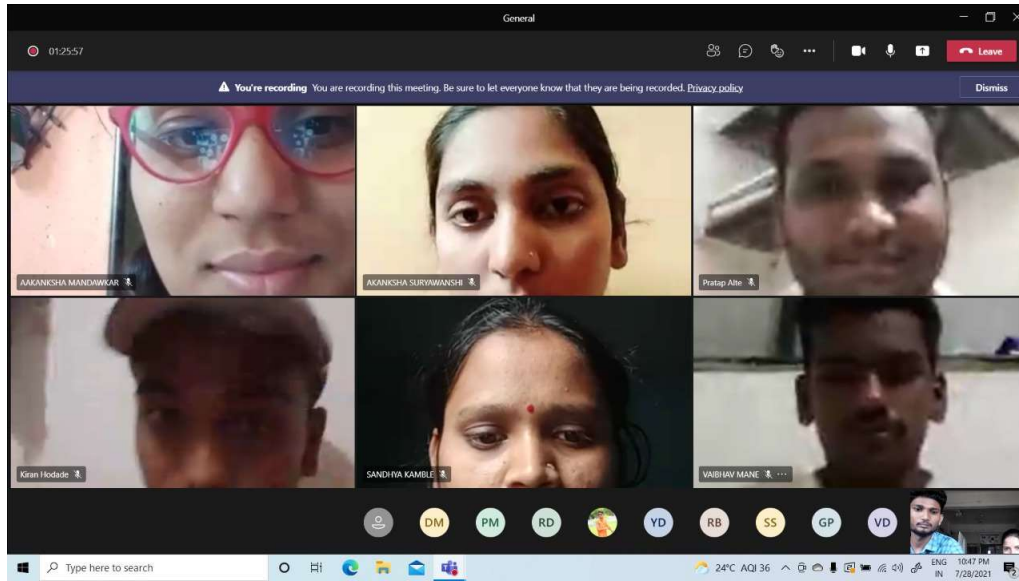 General
01:25:57
Leave
You're recording You are recording this meeting. Be sure to let everyone know that they are being recorded. Privacy policy
Dismiss
AAKANKSHA MANDAWKAR
AKANKSHA SURYAWANSHI
Pratap Alte
Kiran Hodade
SANDHYA KAMBLE
VAIBHAV MANE
DM PM RD YD RB SS GP VD
Type here to search
24°C AQI 36
ENG
IN
10:47 PM
7/28/2021
2